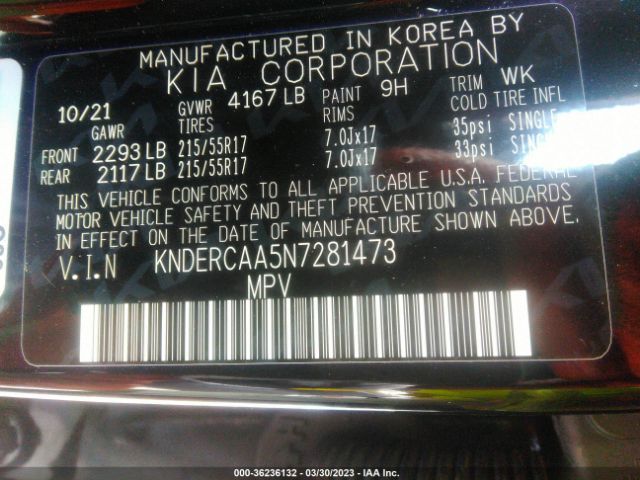 MANUFACTURED IN KOREA BY
KIA CORPORATION
10/21 GVWR 4167 LB PAINT 9H TRIM WK
GAWR TIRES RIMS COLD TIRE INFL
FRONT 2293 LB 215/55R17 7.0Jx17 35psi SINGLE
REAR 2117 LB 215/55R17 7.0Jx17 33psi
THIS VEHICLE CONFORMS TO ALL APPLICABLE U.S.A. FEDERAL
MOTOR VEHICLE SAFETY AND THEFT PREVENTION STANDARDS
IN EFFECT ON THE DATE OF MANUFACTURE SHOWN ABOVE.
V.I.N KNDERCAA5N7281473
MPV
000-36236132 — 03/30/2023 — IAA Inc.